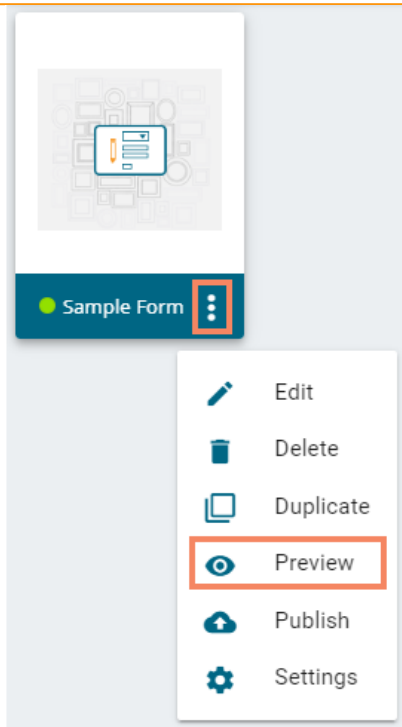 Sample Form
Edit
Delete
Duplicate
Preview
Publish
Settings